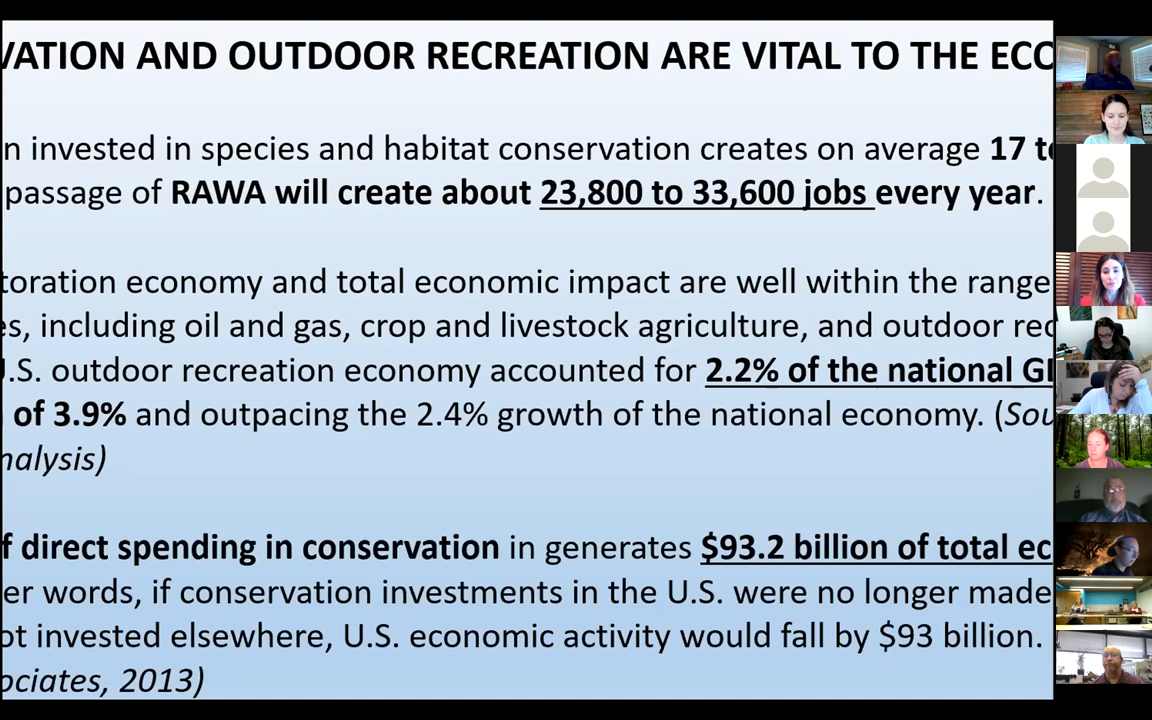 VATION AND OUTDOOR RECREATION ARE VITAL TO THE ECO
n invested in species and habitat conservation creates on average 17 to
passage of RAWA will create about 23,800 to 33,600 jobs every year.
toration economy and total economic impact are well within the range
es, including oil and gas, crop and livestock agriculture, and outdoor rec
U.S. outdoor recreation economy accounted for 2.2% of the national GD
of 3.9% and outpacing the 2.4% growth of the national economy. (Sou
nalysis)
f direct spending in conservation in generates $93.2 billion of total ec
er words, if conservation investments in the U.S. were no longer made
ot invested elsewhere, U.S. economic activity would fall by $93 billion.
ociates, 2013)